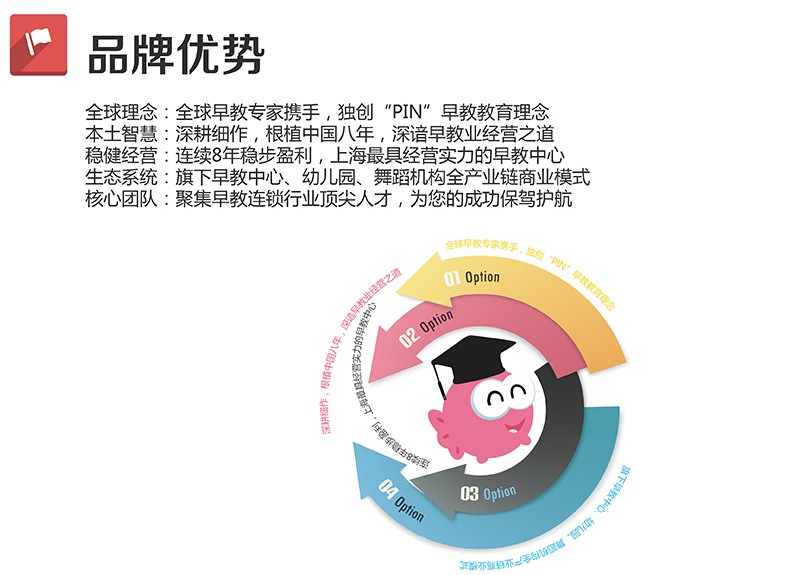 品牌优势
全球理念：全球早教专家携手，独创“PIN”早教教育理念
本土智慧：深耕细作，根植中国八年，深谙早教业经营之道
稳健经营：连续8年稳步盈利，上海最具经营实力的早教中心
生态系统：旗下早教中心、幼儿园、舞蹈机构全产业链商业模式
核心团队：聚集早教连锁行业顶尖人才，为您的成功保驾护航
全球早教专家携手，独创“PIN”早教教育理念
01 Option
深耕细作，根植中国八年，深谙早教业经营之道
02 Option
连续8年稳步盈利，上海最具经营实力的早教中心
03 Option
04 Option
旗下早教中心、幼儿园、舞蹈机构全产业链商业模式